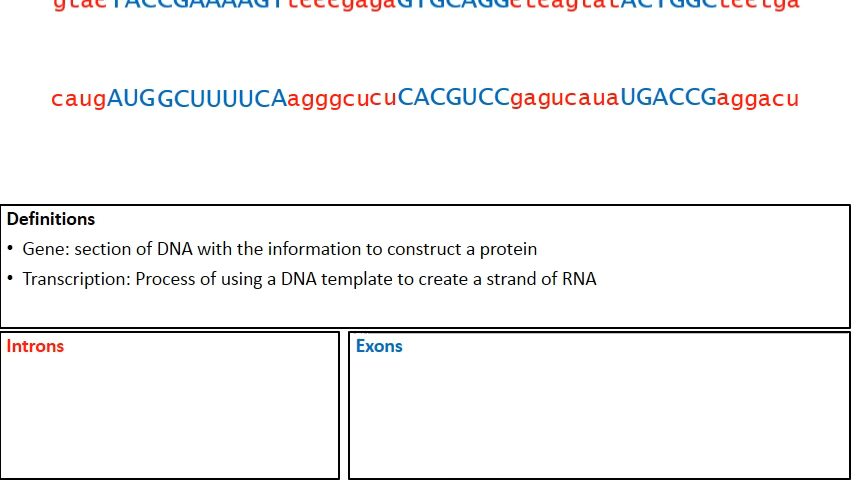 caugAUGGCUUUUCAagggcucuCACGUCCgagucauaUGACCGaggacu
Definitions
• Gene: section of DNA with the information to construct a protein
• Transcription: Process of using a DNA template to create a strand of RNA
Introns
Exons